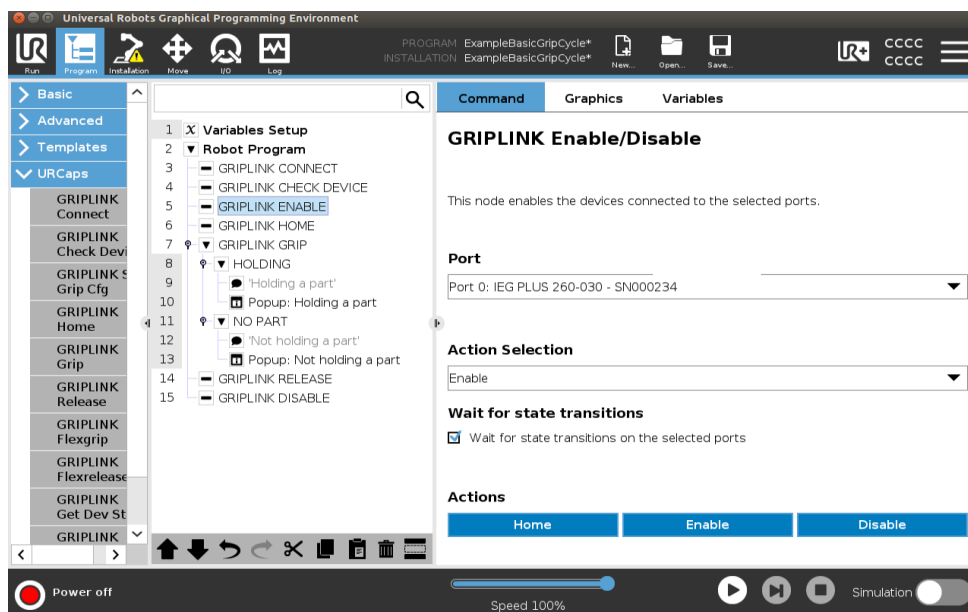 Universal Robots Graphical Programming Environment
UR
Run
Program
Installation
Move
I/O
Log
PROGRAM ExampleBasicGripCycle*
INSTALLATION ExampleBasicGripCycle*
New...
Open...
Save...
UR+
CCCC
CCCC
Basic
Advanced
Templates
URCaps
GRIPLINK
Connect
GRIPLINK
Check Devi
GRIPLINK S
Grip Cfg
GRIPLINK
Home
GRIPLINK
Grip
GRIPLINK
Release
GRIPLINK
Flexgrip
GRIPLINK
Flexrelease
GRIPLINK
Get Dev St
GRIPLINK
1 X Variables Setup
2 Robot Program
3 GRIPLINK CONNECT
4 GRIPLINK CHECK DEVICE
5 GRIPLINK ENABLE
6 GRIPLINK HOME
7 GRIPLINK GRIP
8 HOLDING
9 'Holding a part'
10 Popup: Holding a part
11 NO PART
12 'Not holding a part'
13 Popup: Not holding a part
14 GRIPLINK RELEASE
15 GRIPLINK DISABLE
Command Graphics Variables
GRIPLINK Enable/Disable
This node enables the devices connected to the selected ports.
Port
Port 0: IEG PLUS 260-030 - SN000234
Action Selection
Enable
Wait for state transitions
Wait for state transitions on the selected ports
Actions
Home Enable Disable
Power off
Speed 100%
Simulation